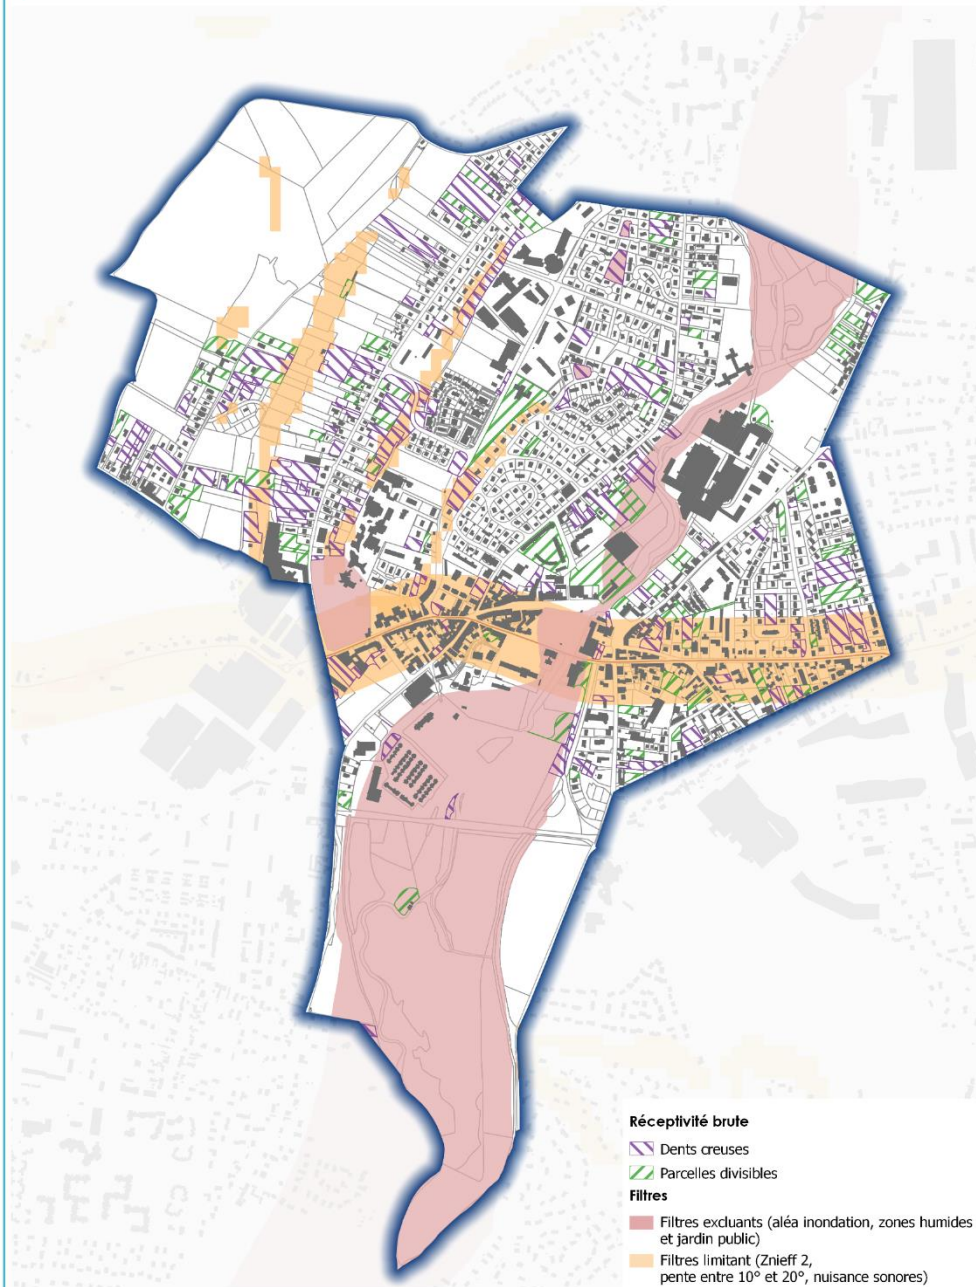 Réceptivité brute
Dents creuses
Parcelles divisibles
Filtres
Filtres excluants (aléa inondation, zones humides
et jardin public)
Filtres limitant (Znieff 2,
pente entre 10° et 20°, nuisance sonores)